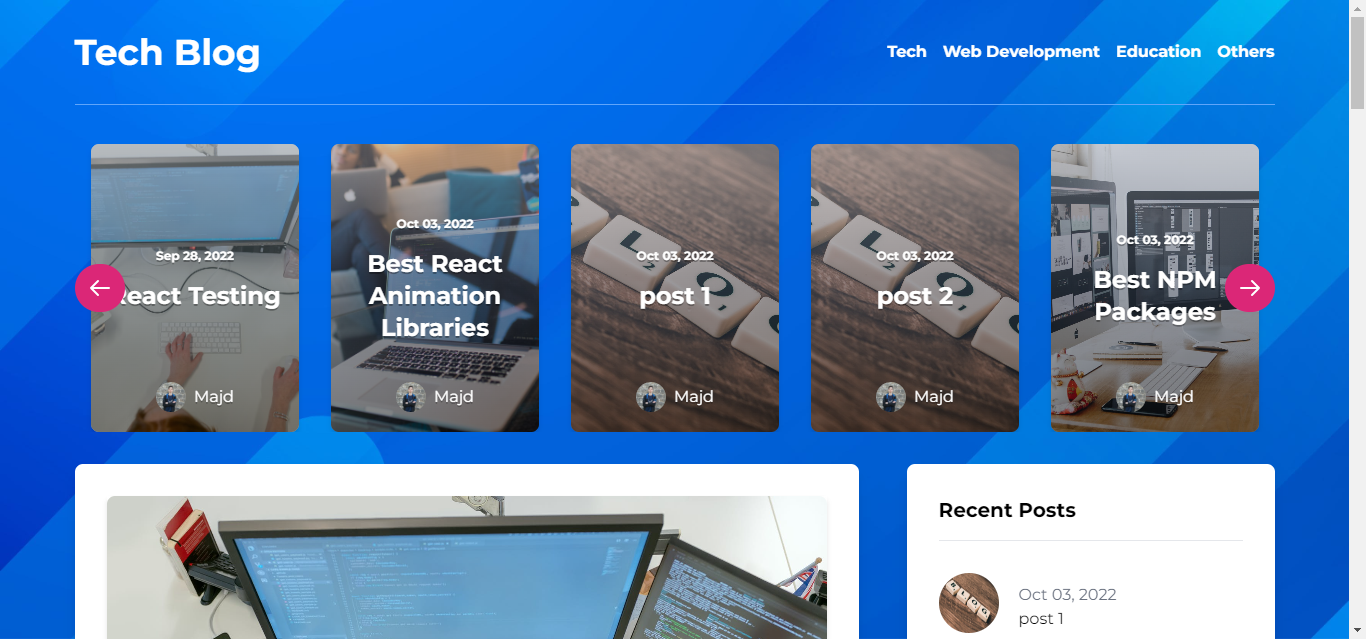 Tech Blog
Tech Web Development Education Others
Sep 28, 2022
React Testing
Majd
Oct 03, 2022
Best React
Animation
Libraries
Majd
Oct 03, 2022
post 1
Majd
Oct 03, 2022
post 2
Majd
Oct 03, 2022
Best NPM
Packages
Majd
Recent Posts
Oct 03, 2022
post 1